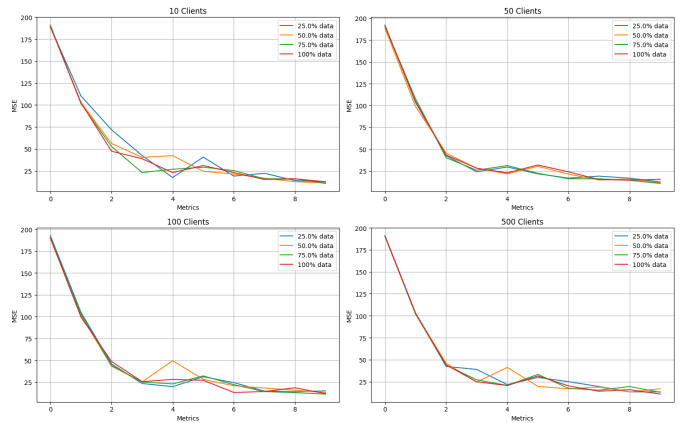 10 Clients
200
175
150
125
100
75
50
25
MSE
0
2
4
6
8
Metrics
25.0% data
50.0% data
75.0% data
100% data
50 Clients
200
175
150
125
100
75
50
25
MSE
0
2
4
6
8
Metrics
25.0% data
50.0% data
75.0% data
100% data
100 Clients
200
175
150
125
100
75
50
25
MSE
0
2
4
6
8
Metrics
25.0% data
50.0% data
75.0% data
100% data
500 Clients
200
175
150
125
100
75
50
25
MSE
0
2
4
6
8
Metrics
25.0% data
50.0% data
75.0% data
100% data